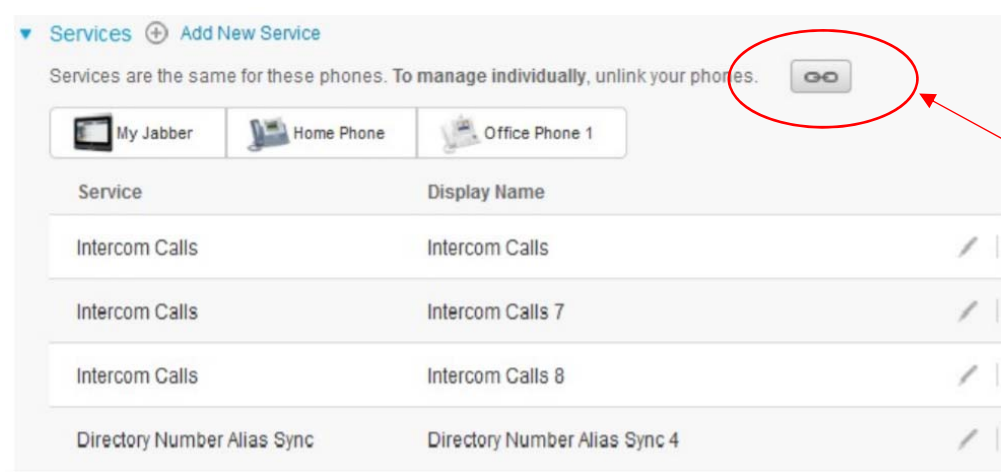 Services Add New Service
Services are the same for these phones. To manage individually, unlink your phones.
My Jabber Home Phone Office Phone 1
Service Display Name
Intercom Calls Intercom Calls
Intercom Calls Intercom Calls 7
Intercom Calls Intercom Calls 8
Directory Number Alias Sync Directory Number Alias Sync 4